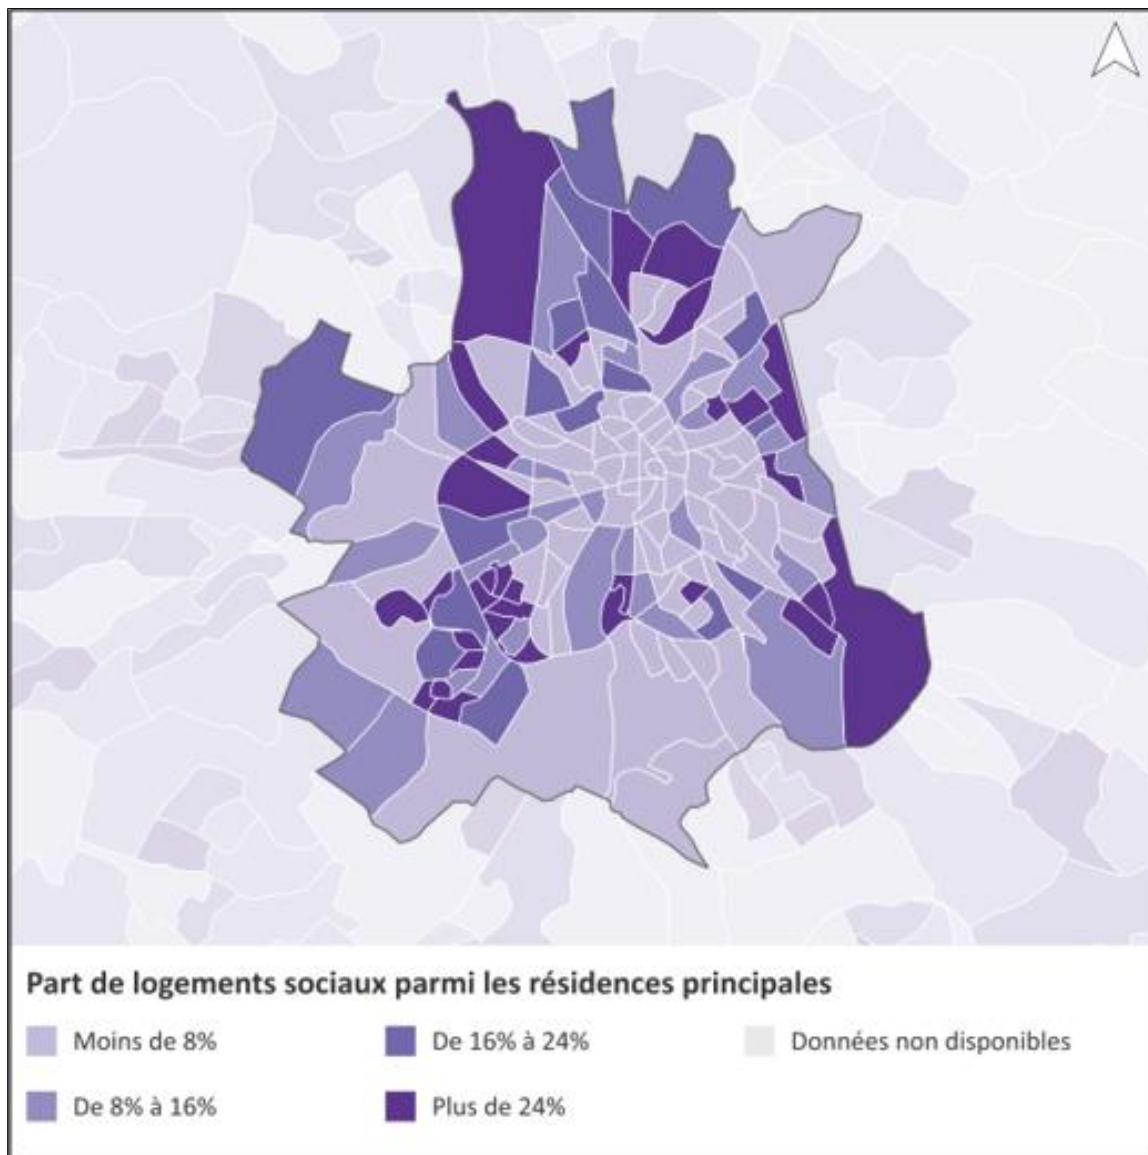 Part de logements sociaux parmi les résidences principales
Moins de 8%
De 16% à 24%
Données non disponibles
De 8% à 16%
Plus de 24%